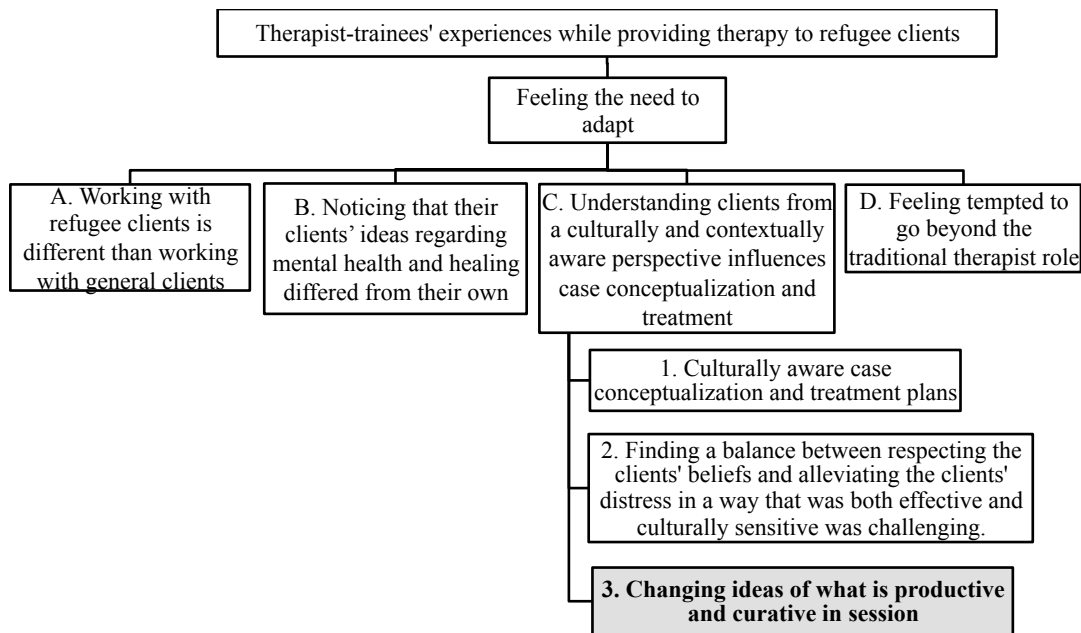 Therapist-trainees' experiences while providing therapy to refugee clients
Feeling the need to
adapt
A. Working with
refugee clients is
different than working
with general clients
B. Noticing that their
clients’ ideas regarding
mental health and healing
differed from their own
C. Understanding clients from
a culturally and contextually
aware perspective influences
case conceptualization and
treatment
D. Feeling tempted to
go beyond the
traditional therapist role
1. Culturally aware case
conceptualization and treatment plans
2. Finding a balance between respecting the
clients' beliefs and alleviating the clients'
distress in a way that was both effective and
culturally sensitive was challenging.
3. Changing ideas of what is productive
and curative in session